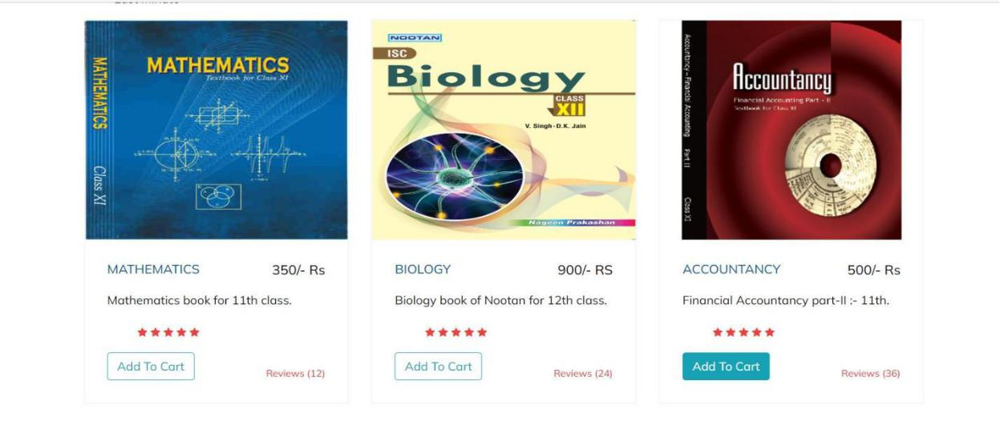 MATHEMATICS
Class XI
MATHEMATICS
Textbook for Class XI
NOOTAN
ISC
Biology
CLASS
XII
V. Singh - D.K. Jain
Nageen Prakashan
Accountancy – Financial Accounting Part II Class XI
Accountancy
Financial Accounting Part - II
Textbook for Class XI
MATHEMATICS 350/- Rs
Mathematics book for 11th class.
Add To Cart
Reviews (12)
BIOLOGY 900/- RS
Biology book of Nootan for 12th class.
Add To Cart
Reviews (24)
ACCOUNTANCY 500/- Rs
Financial Accountancy part-II :- 11th.
Add To Cart
Reviews (36)